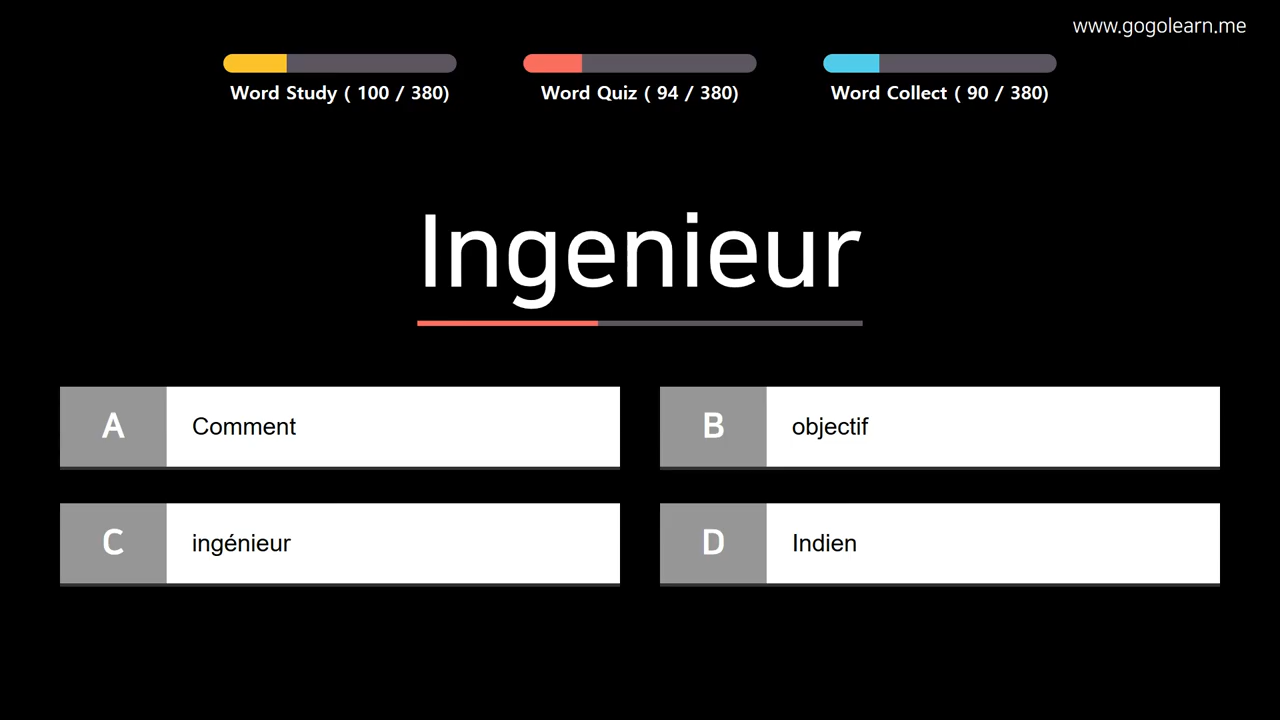 www.gogolearn.me
Word Study ( 100 / 380)
Word Quiz ( 94 / 380)
Word Collect ( 90 / 380)
Ingenieur
A Comment
B objectif
C ingénieur
D Indien